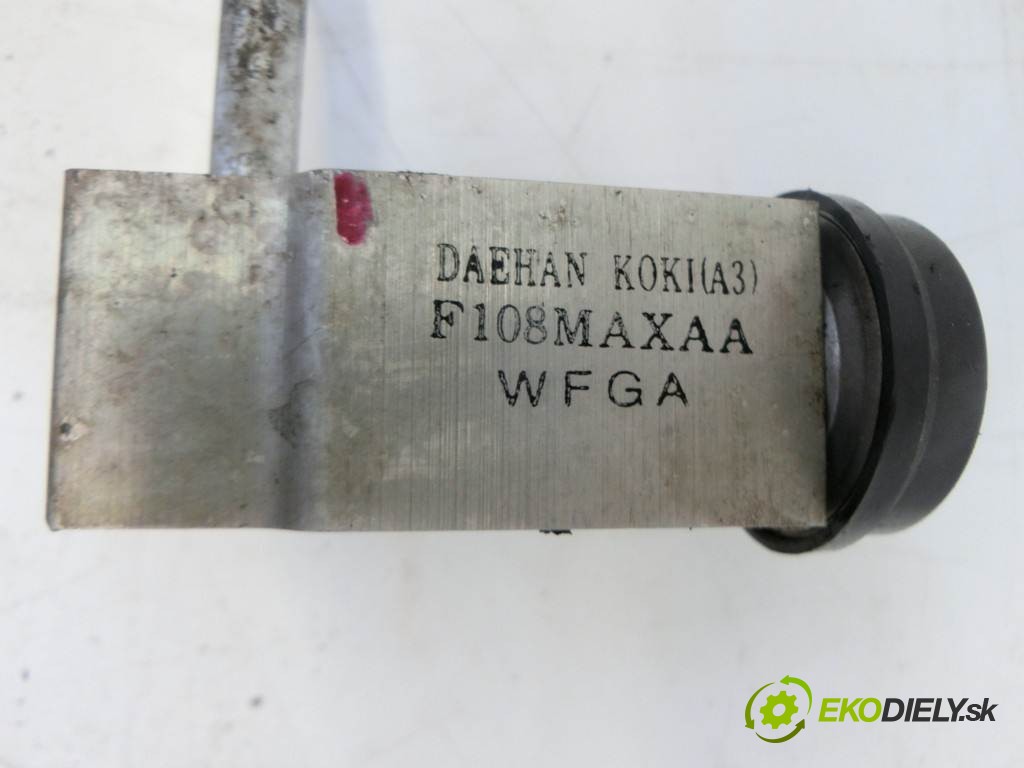 DAEHAN KOKI(A3)
F108MAXAA
WFGA
EKODIELY.sk